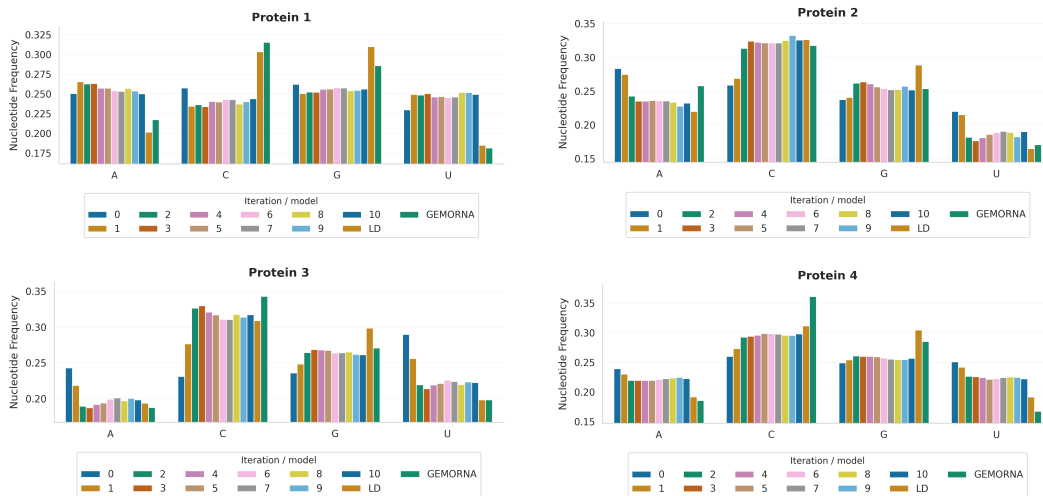 Protein 1
Nucleotide Frequency
0.325
0.300
0.275
0.250
0.225
0.200
0.175
A C G U
Iteration / model
0 2 4 6 8 10 GEMORNA
1 3 5 7 9 LD
Protein 2
Nucleotide Frequency
0.35
0.30
0.25
0.20
0.15
A C G U
Iteration / model
0 2 4 6 8 10 GEMORNA
1 3 5 7 9 LD
Protein 3
Nucleotide Frequency
0.35
0.30
0.25
0.20
A C G U
Iteration / model
0 2 4 6 8 10 GEMORNA
1 3 5 7 9 LD
Protein 4
Nucleotide Frequency
0.35
0.30
0.25
0.20
0.15
A C G U
Iteration / model
0 2 4 6 8 10 GEMORNA
1 3 5 7 9 LD